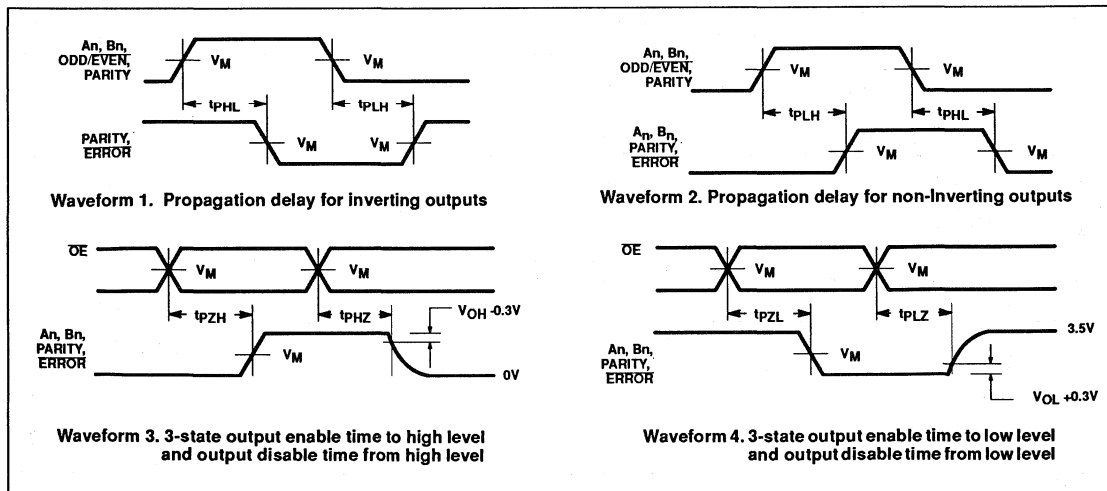 An, Bn,
ODD/EVEN,
PARITY
VM
VM
tPHL
tPLH
PARITY,
ERROR
VM
VM
Waveform 1. Propagation delay for inverting outputs
An, Bn,
ODD/EVEN,
PARITY
VM
VM
tPLH
tPHL
An, Bn,
PARITY,
ERROR
VM
VM
Waveform 2. Propagation delay for non-Inverting outputs
OE
VM
VM
tPZH
tPHZ
VOH -0.3V
An, Bn,
PARITY,
ERROR
VM
0V
Waveform 3. 3-state output enable time to high level
and output disable time from high level
OE
VM
VM
tPZL
tPLZ
3.5V
An, Bn,
PARITY,
ERROR
VM
VOL +0.3V
Waveform 4. 3-state output enable time to low level
and output disable time from low level